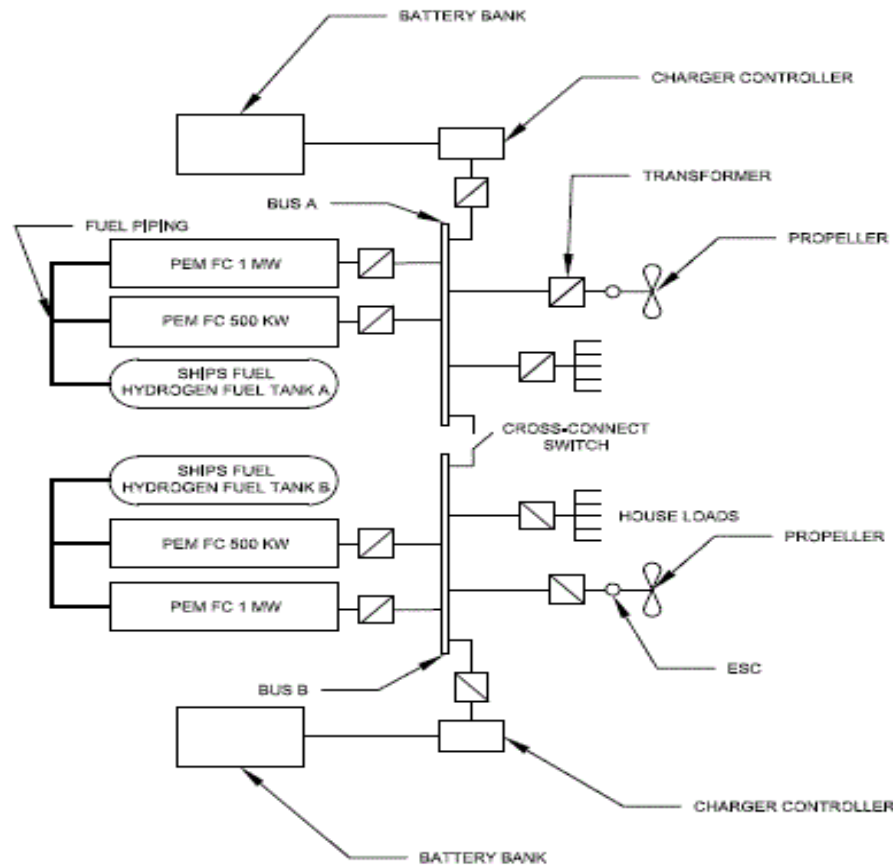 BATTERY BANK
CHARGER CONTROLLER
TRANSFORMER
BUS A
FUEL PIPING
PROPELLER
PEM FC 1 MW
PEM FC 500 KW
SHIPS FUEL
HYDROGEN FUEL TANK A
CROSS-CONNECT
SWITCH
SHIPS FUEL
HYDROGEN FUEL TANK B
HOUSE LOADS
PEM FC 500 KW
PROPELLER
PEM FC 1 MW
ESC
BUS B
CHARGER CONTROLLER
BATTERY BANK